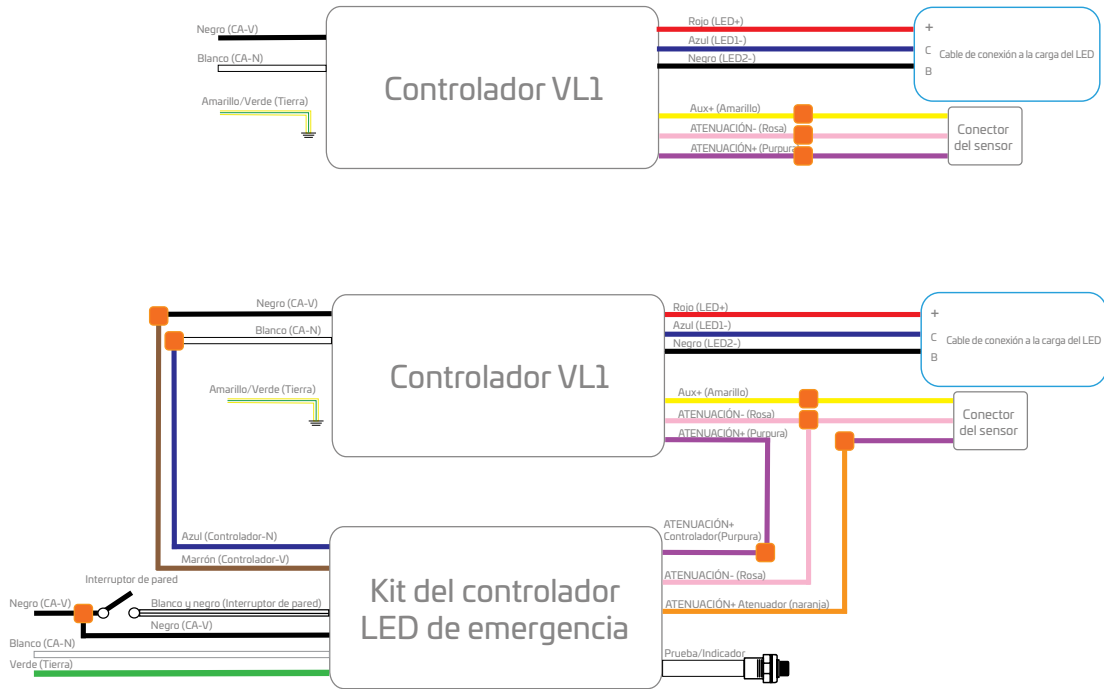 Negro (CA-V)
Blanco (CA-N)
Amarillo/Verde (Tierra)
Controlador VL1
Rojo (LED+)
Azul (LED1-)
Negro (LED2-)
+
C
B
Cable de conexión a la carga del LED
Aux+ (Amarillo)
ATENUACIÓN- (Rosa)
ATENUACIÓN+ (Purpura)
Conector
del sensor
Negro (CA-V)
Blanco (CA-N)
Amarillo/Verde (Tierra)
Controlador VL1
Rojo (LED+)
Azul (LED1-)
Negro (LED2-)
+
C
B
Cable de conexión a la carga del LED
Aux+ (Amarillo)
ATENUACIÓN- (Rosa)
ATENUACIÓN+ (Purpura)
Conector
del sensor
Azul (Controlador-N)
Marrón (Controlador-V)
Interruptor de pared
Negro (CA-V)
Blanco y negro (Interruptor de pared)
Negro (CA-V)
Blanco (CA-N)
Verde (Tierra)
Kit del controlador
LED de emergencia
ATENUACIÓN+
Controlador(Purpura)
ATENUACIÓN- (Rosa)
ATENUACIÓN+ Atenuador (naranja)
Prueba/Indicador